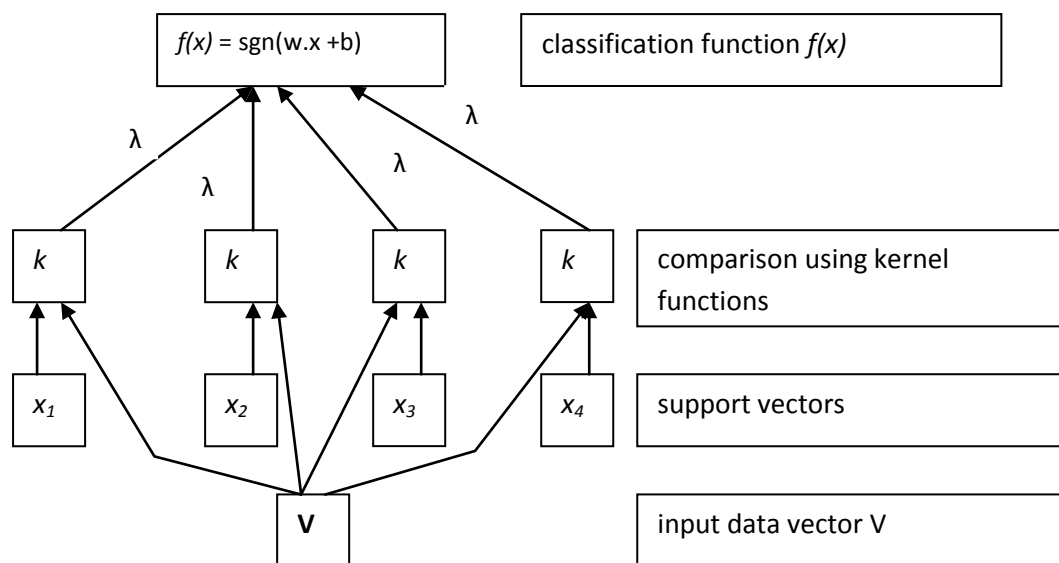 f(x) = sgn(w.x +b)
classification function f(x)
λ
λ
λ
λ
k
k
k
k
comparison using kernel
functions
x1
x2
x3
x4
support vectors
V
input data vector V